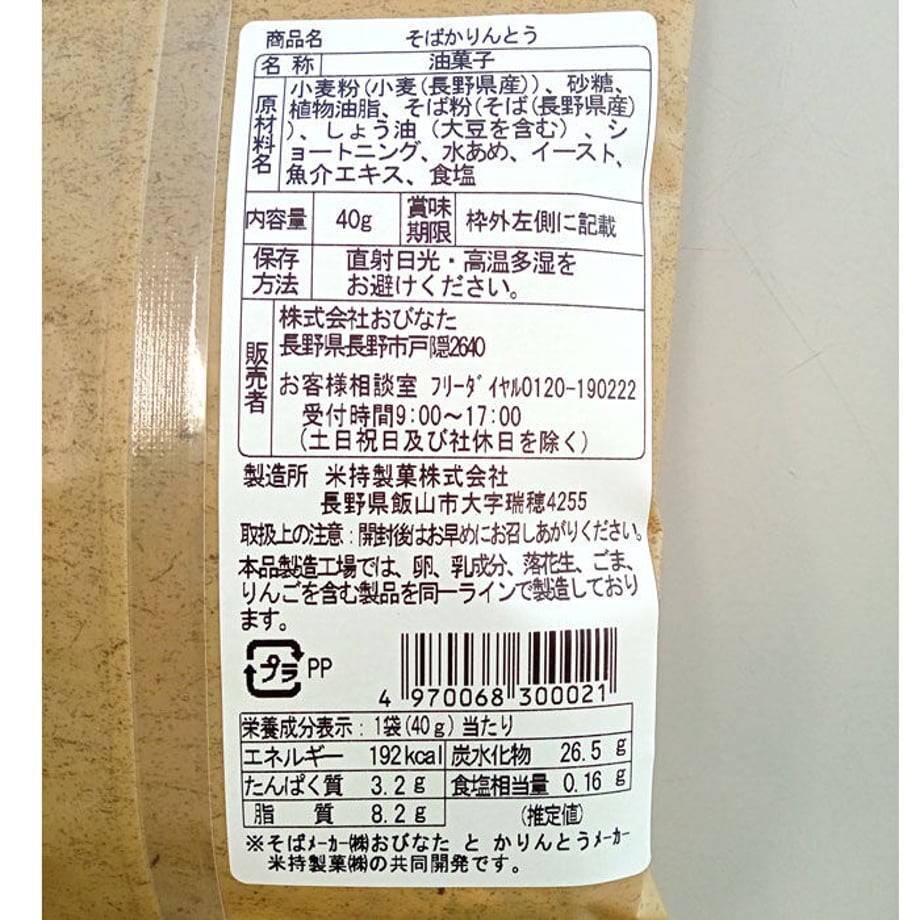 商品名 そばかりんとう
名称 油菓子
原材料名 小麦粉(小麦(長野県産))、砂糖、
植物油脂、そば粉(そば(長野県産)
)、しょう油(大豆を含む)、シ
ョートニング、水あめ、イースト、
魚介エキス、食塩
内容量 40g 賞味期限 枠外左側に記載
保存方法 直射日光・高温多湿を
お避けください。
販売者 株式会社おびなた
長野県長野市戸隠2640
お客様相談室 フリーダイヤル0120-190222
受付時間9:00～17:00
(土日祝日及び社休日を除く)
製造所 米持製菓株式会社
長野県飯山市大字瑞穂4255
取扱上の注意:開封後はお早めにお召しあがりください。
本品製造工場では、卵、乳成分、落花生、ごま、
りんごを含む製品を同一ラインで製造しており
ます。
プラ PP
4 970068 300021
栄養成分表示:1袋(40g)当たり
エネルギー 192kcal 炭水化物 26.5g
たんぱく質 3.2g 食塩相当量 0.16g
脂質 8.2g (推定値)
※そばメーカー㈱おびなた と かりんとうメーカー
米持製菓㈱の共同開発です。